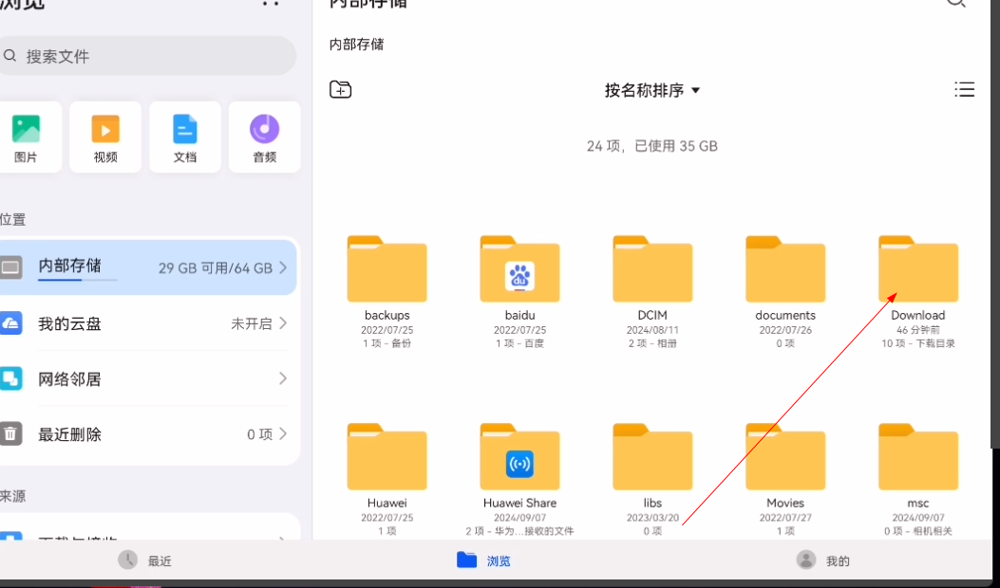 浏览
搜索文件
图片
视频
文档
音频
位置
内部存储
29 GB 可用/64 GB
我的云盘
未开启
网络邻居
最近删除
0 项
来源
下载与接收
内部存储
内部存储
按名称排序
24 项，已使用 35 GB
backups
2022/07/25
1 项 - 备份
baidu
2022/07/25
1 项 - 百度
DCIM
2024/08/11
2 项 - 相册
documents
2022/07/26
0 项
Download
46 分钟前
10 项 - 下载目录
Huawei
2022/07/25
1 项
Huawei Share
2024/09/07
2 项 - 华为...接收的文件
libs
2023/03/20
0 项
Movies
2022/07/27
1 项
msc
2024/09/07
0 项 - 相机相关
最近
浏览
我的